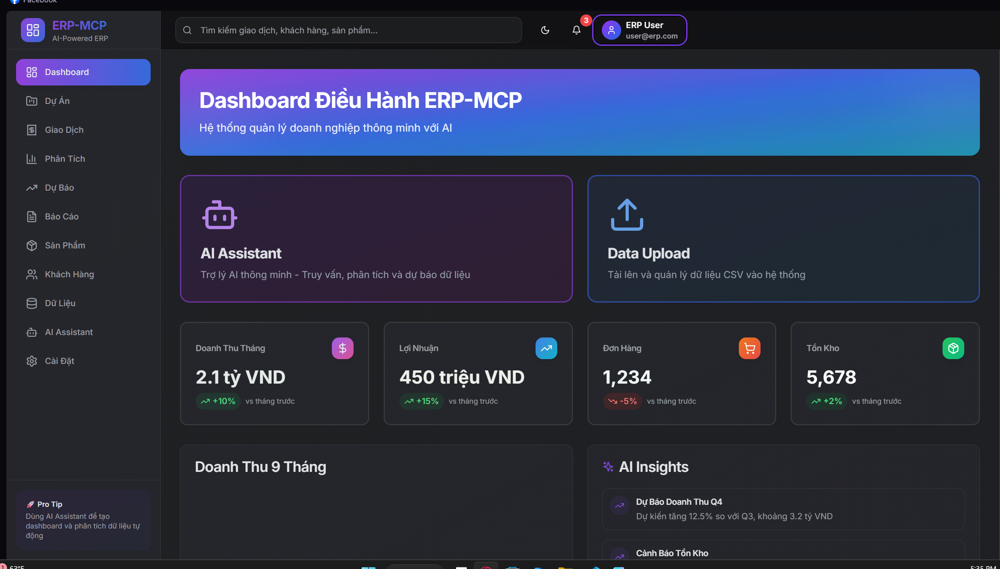 Facebook
ERP-MCP
AI-Powered ERP
Tìm kiếm giao dịch, khách hàng, sản phẩm...
3
ERP User
user@erp.com
Dashboard
Dự Án
Giao Dịch
Phân Tích
Dự Báo
Báo Cáo
Sản Phẩm
Khách Hàng
Dữ Liệu
AI Assistant
Cài Đặt
🚀 Pro Tip
Dùng AI Assistant để tạo
dashboard và phân tích dữ liệu tự
động
Dashboard Điều Hành ERP-MCP
Hệ thống quản lý doanh nghiệp thông minh với AI
AI Assistant
Trợ lý AI thông minh - Truy vấn, phân tích và dự báo dữ liệu
Data Upload
Tải lên và quản lý dữ liệu CSV vào hệ thống
Doanh Thu Tháng
2.1 tỷ VND
+10% vs tháng trước
Lợi Nhuận
450 triệu VND
+15% vs tháng trước
Đơn Hàng
1,234
-5% vs tháng trước
Tồn Kho
5,678
+2% vs tháng trước
Doanh Thu 9 Tháng
AI Insights
Dự Báo Doanh Thu Q4
Dự kiến tăng 12.5% so với Q3, khoảng 3.2 tỷ VND
Cảnh Báo Tồn Kho
1
63°F
5:35 PM